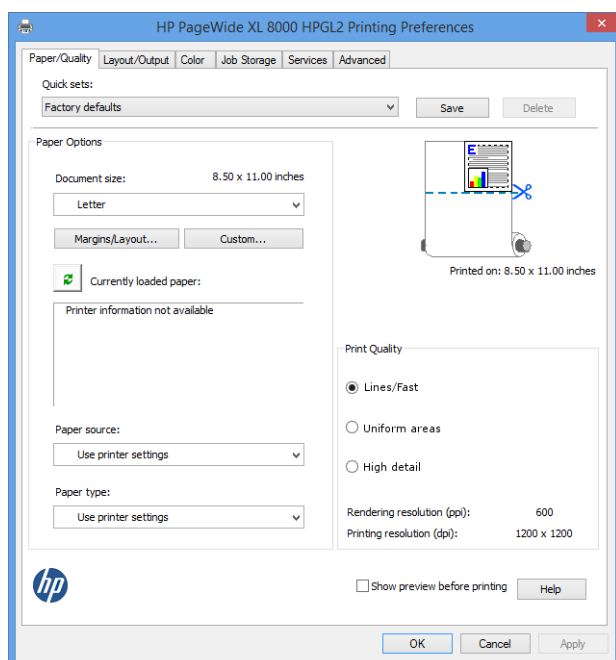 HP PageWide XL 8000 HPGL2 Printing Preferences
Paper/Quality Layout/Output Color Job Storage Services Advanced
Quick sets:
Factory defaults Save Delete
Paper Options
Document size: 8.50 x 11.00 inches
Letter
Margins/Layout... Custom...
Currently loaded paper:
Printer information not available
Paper source:
Use printer settings
Paper type:
Use printer settings
E
Printed on: 8.50 x 11.00 inches
Print Quality
Lines/Fast
Uniform areas
High detail
Rendering resolution (ppi): 600
Printing resolution (dpi): 1200 x 1200
hp
Show preview before printing Help
OK Cancel Apply